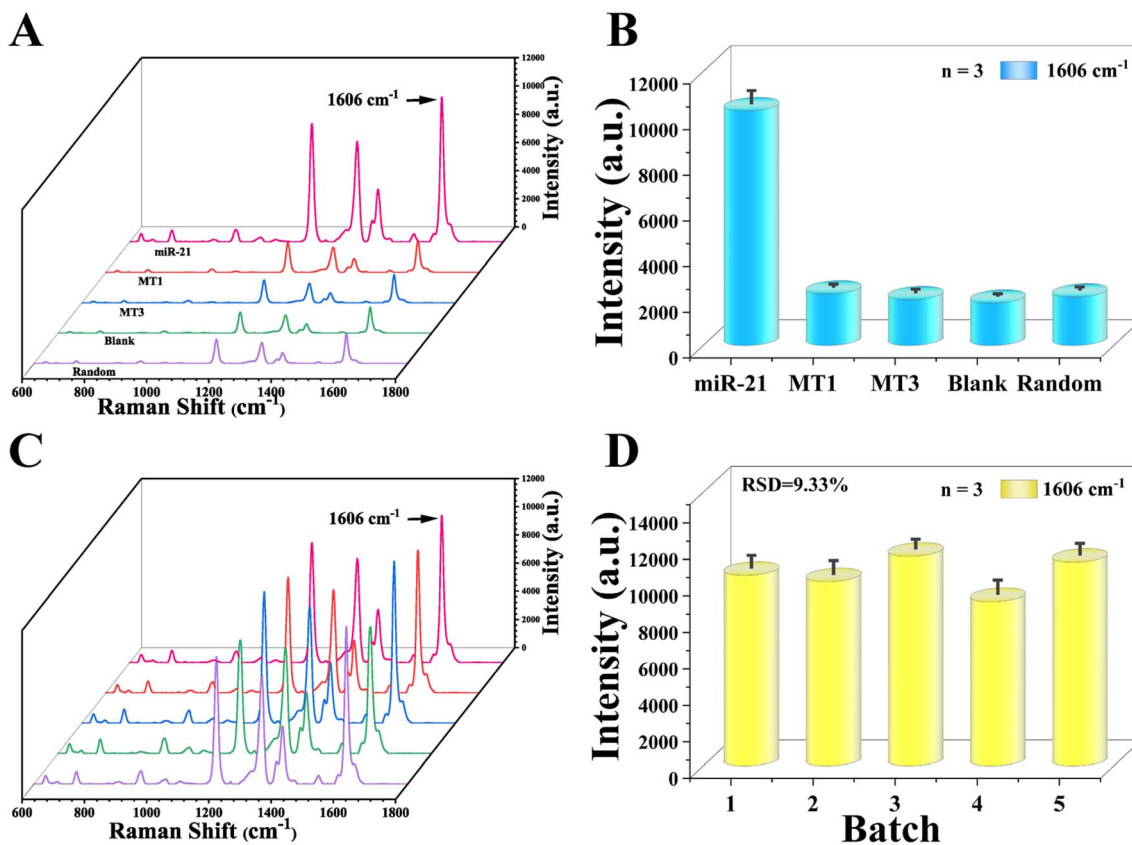 A
1606 cm-1
12000
10000
8000
6000
4000
2000
0
Intensity (a.u.)
miR-21
MT1
MT3
Blank
Random
600
800
1000
1200
1400
1600
1800
Raman Shift (cm-1)
B
n = 3 1606 cm-1
12000
10000
8000
6000
4000
2000
0
Intensity (a.u.)
miR-21 MT1 MT3 Blank Random
C
1606 cm-1
12000
10000
8000
6000
4000
2000
0
Intensity (a.u.)
600
800
1000
1200
1400
1600
1800
Raman Shift (cm-1)
D
RSD=9.33%
n = 3 1606 cm-1
14000
12000
10000
8000
6000
4000
2000
0
Intensity (a.u.)
1 2 3 4 5
Batch